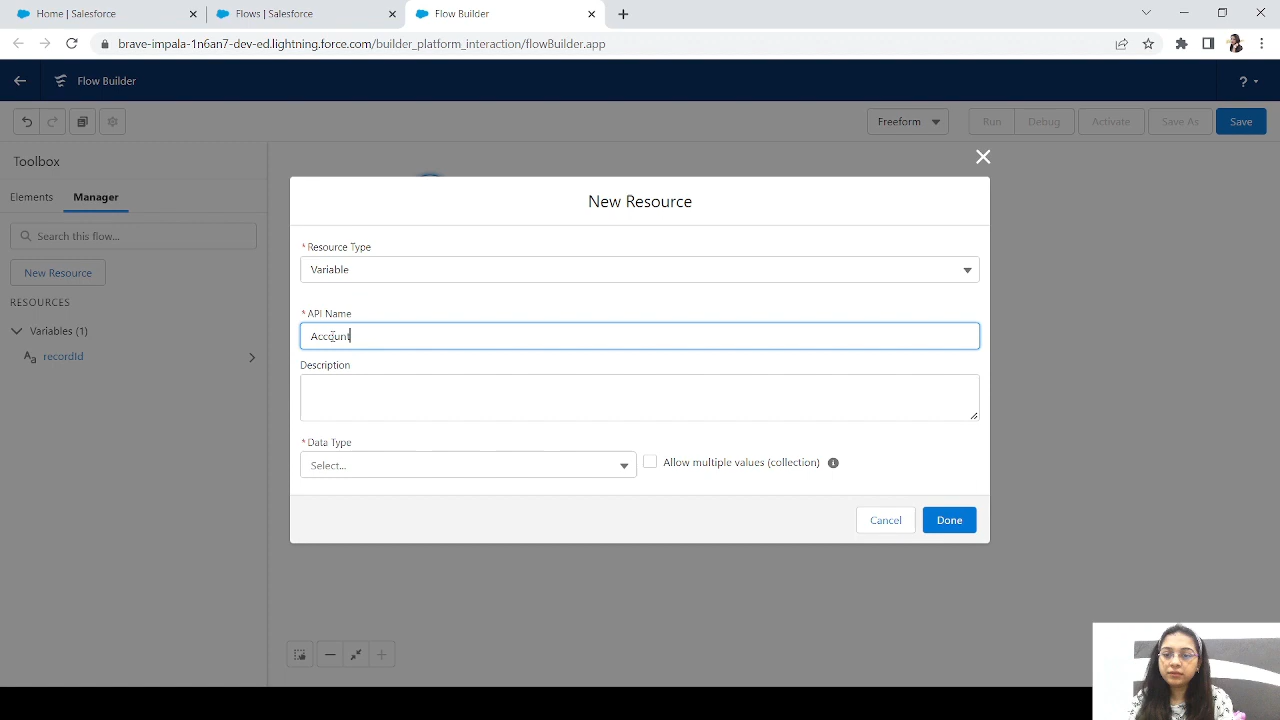 Home | Salesforce
Flows | Salesforce
Flow Builder
brave-impala-1n6an7-dev-ed.lightning.force.com/builder_platform_interaction/flowBuilder.app
Flow Builder
?
Freeform
Run
Debug
Activate
Save As
Save
Toolbox
Elements
Manager
Search this flow...
New Resource
RESOURCES
Variables (1)
Aa recordId
New Resource
* Resource Type
Variable
* API Name
Account
Description
* Data Type
Select...
Allow multiple values (collection)
Cancel
Done